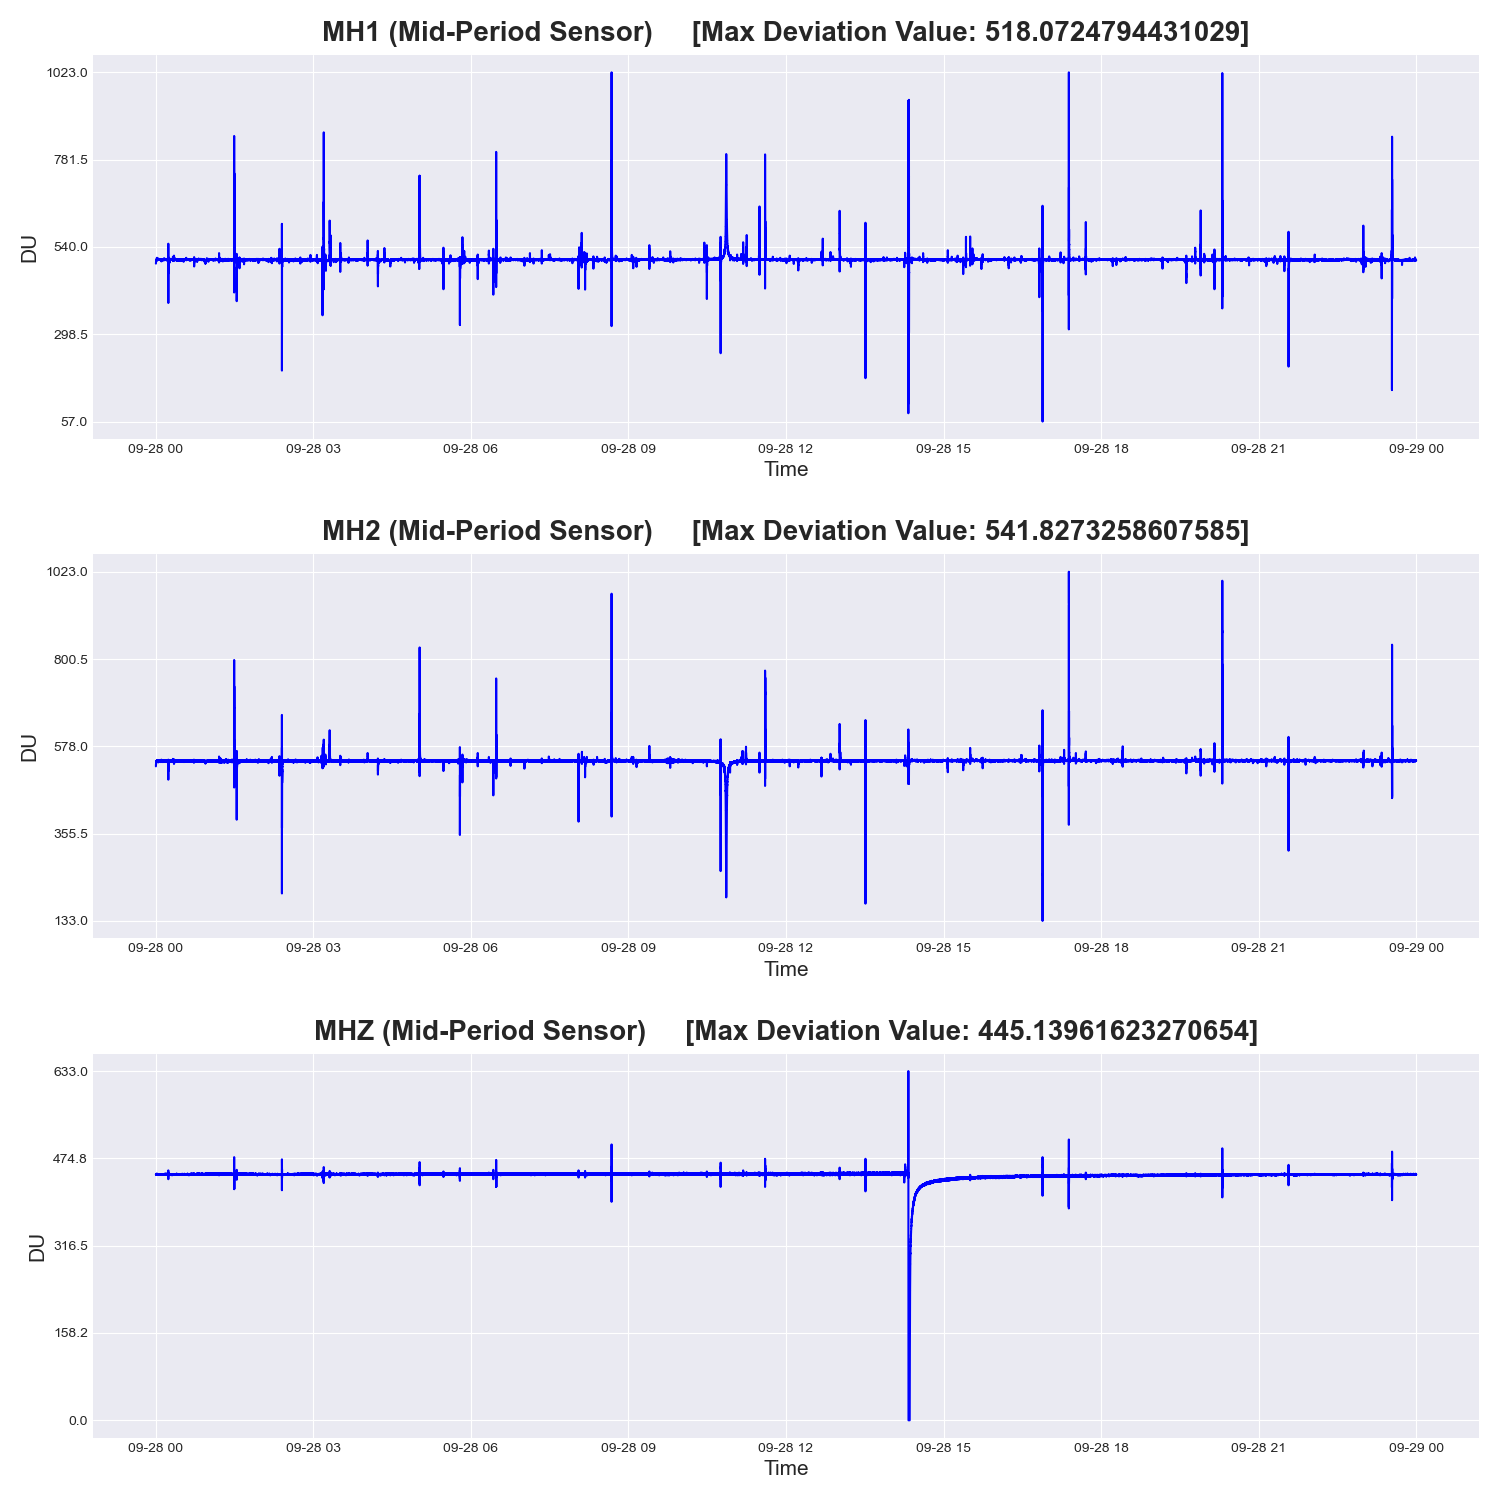 MH1 (Mid-Period Sensor) [Max Deviation Value: 518.0724794431029]
1023.0
781.5
540.0
298.5
57.0
DU
09-28 00 09-28 03 09-28 06 09-28 09 09-28 12 09-28 15 09-28 18 09-28 21 09-29 00
Time
MH2 (Mid-Period Sensor) [Max Deviation Value: 541.8273258607585]
1023.0
800.5
578.0
355.5
133.0
DU
09-28 00 09-28 03 09-28 06 09-28 09 09-28 12 09-28 15 09-28 18 09-28 21 09-29 00
Time
MHZ (Mid-Period Sensor) [Max Deviation Value: 445.13961623270654]
633.0
474.8
316.5
158.2
0.0
DU
09-28 00 09-28 03 09-28 06 09-28 09 09-28 12 09-28 15 09-28 18 09-28 21 09-29 00
Time